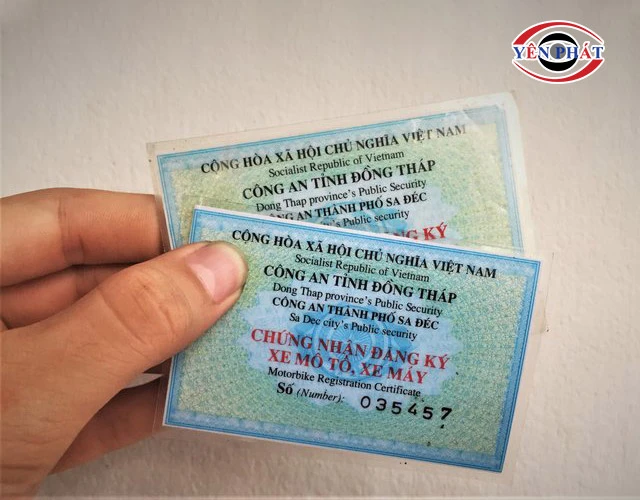 YÊN PHÁT
CỘNG HÒA XÃ HỘI CHỦ NGHĨA VIỆT NAM
Socialist Republic of Vietnam
CÔNG AN TỈNH ĐỒNG THÁP
Dong Thap province's Public Security
CÔNG AN THÀNH PHỐ SA ĐÉC
city's Public security
KÝ
CỘNG HÒA XÃ HỘI CHỦ NGHĨA VIỆT NAM
Socialist Republic of Vietnam
CÔNG AN TỈNH ĐỒNG THÁP
Dong Thap province's Public Security
CÔNG AN THÀNH PHỐ SA ĐÉC
Sa Dec city's Public security
CHỨNG NHẬN ĐĂNG KÝ
XE MÔ TÔ, XE MÁY
Motorbike Registration Certificate
Số (Number): 035457